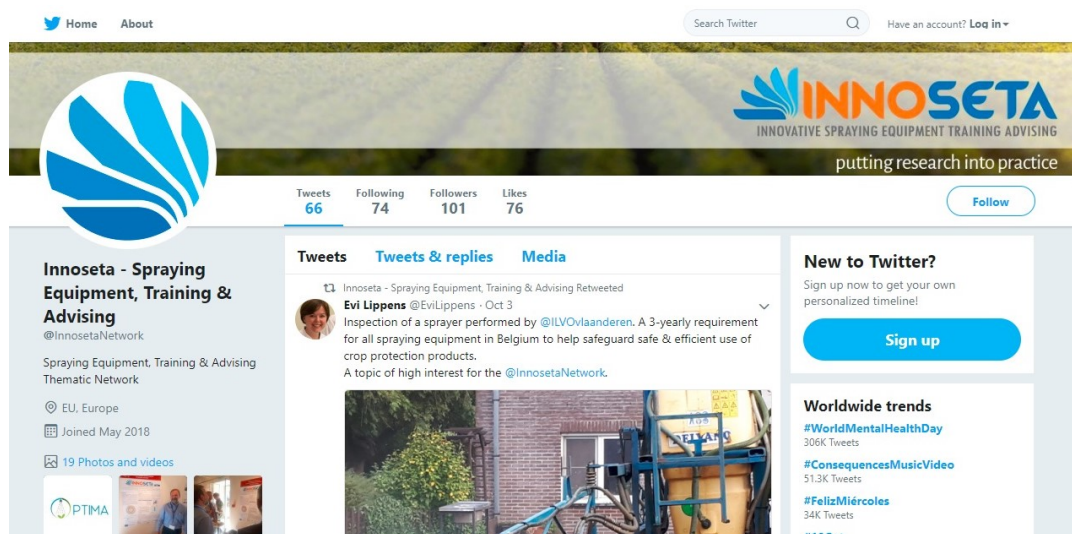 Home About Search Twitter Have an account? Log in
INNOSETA
INNOVATIVE SPRAYING EQUIPMENT TRAINING ADVISING
putting research into practice
Tweets Following Followers Likes
66 74 101 76
Follow
Innoseta - Spraying
Equipment, Training &
Advising
@InnosetaNetwork
Spraying Equipment, Training & Advising
Thematic Network
EU, Europe
Joined May 2018
19 Photos and videos
PTIMA
Tweets Tweets & replies Media
Innoseta - Spraying Equipment, Training & Advising Retweeted
Evi Lippens @EviLippens · Oct 3
Inspection of a sprayer performed by @ILVOvlaanderen. A 3-yearly requirement
for all spraying equipment in Belgium to help safeguard safe & efficient use of
crop protection products.
A topic of high interest for the @InnosetaNetwork.
New to Twitter?
Sign up now to get your own
personalized timeline!
Sign up
Worldwide trends
#WorldMentalHealthDay
306K Tweets
#ConsequencesMusicVideo
51.3K Tweets
#FelizMiércoles
34K Tweets